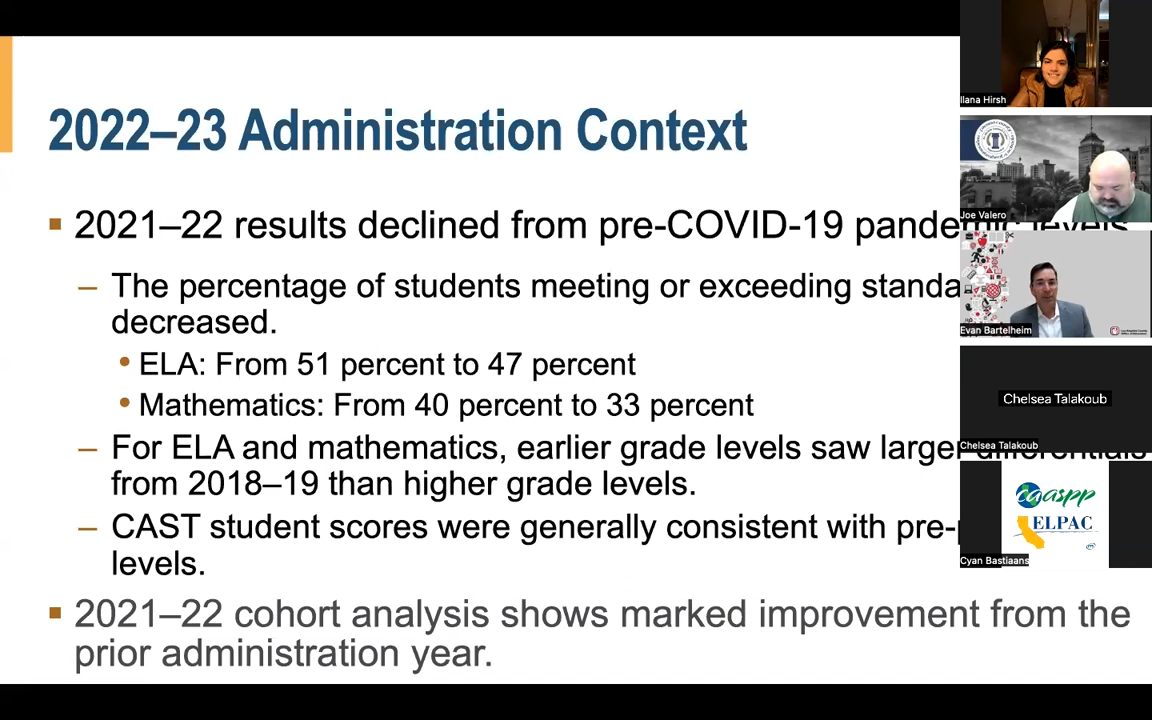 2022–23 Administration Context
▪ 2021–22 results declined from pre-COVID-19 pandemic levels
– The percentage of students meeting or exceeding standa
decreased.
• ELA: From 51 percent to 47 percent
• Mathematics: From 40 percent to 33 percent
– For ELA and mathematics, earlier grade levels saw larger differentials
from 2018–19 than higher grade levels.
– CAST student scores were generally consistent with pre-
levels.
▪ 2021–22 cohort analysis shows marked improvement from the
prior administration year.
Ilana Hirsh
Joe Valero
Evan Bartelheim
Chelsea Talakoub
Chelsea Talakoub
caaspp
ELPAC
Cyan Bastiaans